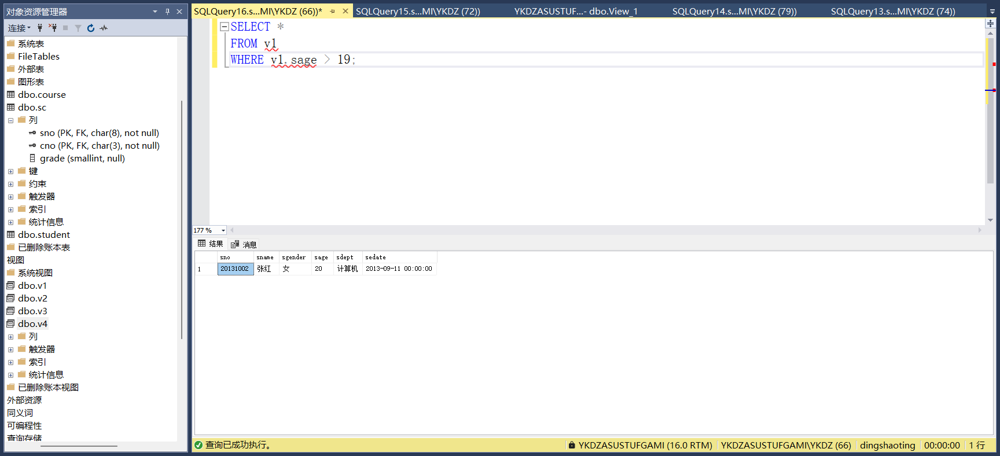 对象资源管理器
连接
系统表
FileTables
外部表
图形表
dbo.course
dbo.sc
列
sno (PK, FK, char(8), not null)
cno (PK, FK, char(3), not null)
grade (smallint, null)
键
约束
触发器
索引
统计信息
dbo.student
已删除账本表
视图
系统视图
dbo.v1
dbo.v2
dbo.v3
dbo.v4
列
触发器
索引
统计信息
已删除账本视图
外部资源
同义词
可编程性
查询存储
SQLQuery16.s...MI\YKDZ (66))*
SQLQuery15.s...MI\YKDZ (72))
YKDZASUSTUF...- dbo.View_1
SQLQuery14.s...MI\YKDZ (79))
SQLQuery13.s...MI\YKDZ (74))
SELECT *
FROM v1
WHERE v1.sage > 19;
177 %
结果 消息
sno sname sgender sage sdept sedate
1 20131002 张红 女 20 计算机 2013-09-11 00:00:00
查询已成功执行。
YKDZASUSTUFGAMI (16.0 RTM)
YKDZASUSTUFGAMI\YKDZ (66)
dingshaoting
00:00:00
1 行